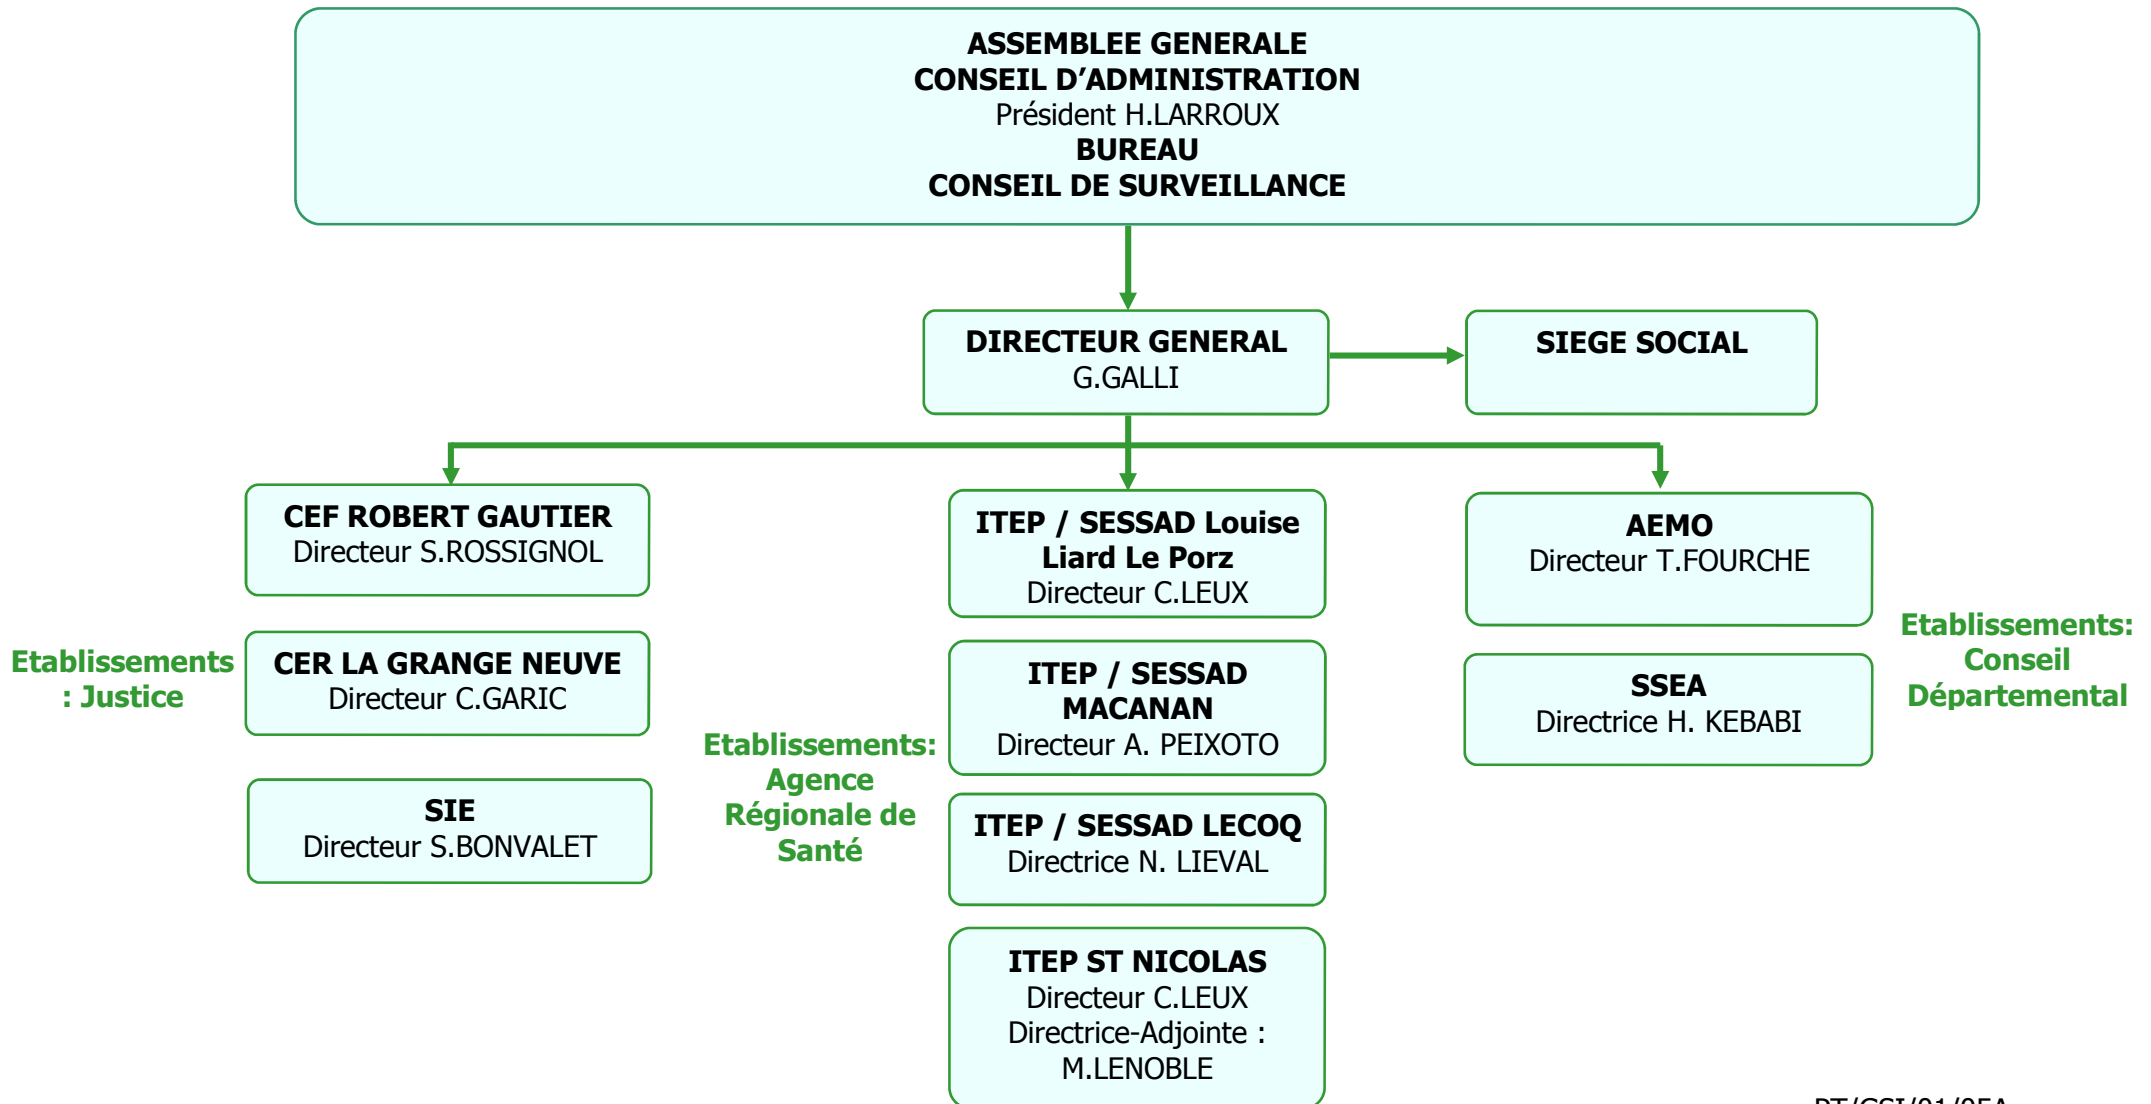 ASSEMBLEE GENERALE
CONSEIL D’ADMINISTRATION
Président H.LARROUX
BUREAU
CONSEIL DE SURVEILLANCE
DIRECTEUR GENERAL
G.GALLI
SIEGE SOCIAL
Etablissements
: Justice
CEF ROBERT GAUTIER
Directeur S.ROSSIGNOL
CER LA GRANGE NEUVE
Directeur C.GARIC
SIE
Directeur S.BONVALET
Etablissements:
Agence
Régionale de
Santé
ITEP / SESSAD Louise
Liard Le Porz
Directeur C.LEUX
ITEP / SESSAD
MACANAN
Directeur A. PEIXOTO
ITEP / SESSAD LECOQ
Directrice N. LIEVAL
ITEP ST NICOLAS
Directeur C.LEUX
Directrice-Adjointe :
M.LENOBLE
AEMO
Directeur T.FOURCHE
SSEA
Directrice H. KEBABI
Etablissements:
Conseil
Départemental